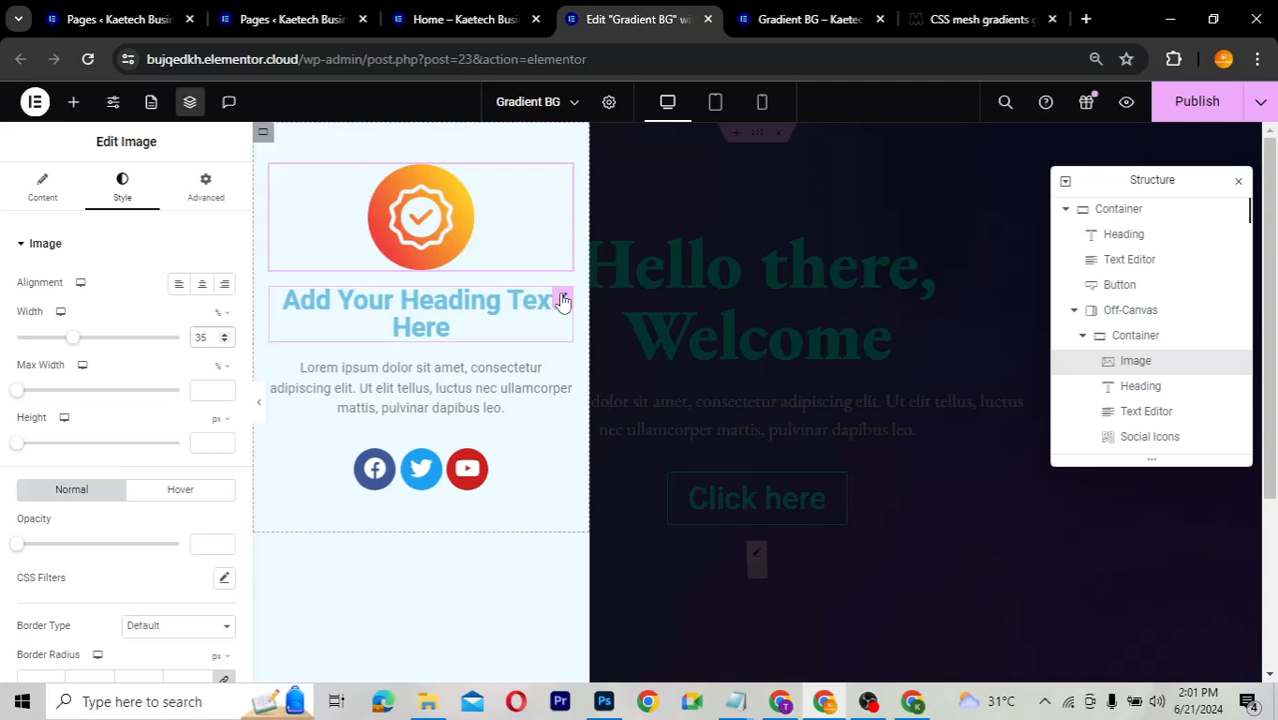 Pages ‹ Kaetech Busin
Pages ‹ Kaetech Busin
Home – Kaetech Busin
Edit "Gradient BG" wi
Gradient BG – Kaetec
CSS mesh gradients g
bujqedkh.elementor.cloud/wp-admin/post.php?post=23&action=elementor
Gradient BG
Publish
Edit Image
Content
Style
Advanced
Image
Alignment
Width
%
35
Max Width
%
Height
px
Normal
Hover
Opacity
CSS Filters
Border Type
Default
Border Radius
px
Add Your Heading Tex
Here
Lorem ipsum dolor sit amet, consectetur
adipiscing elit. Ut elit tellus, luctus nec ullamcorper
mattis, pulvinar dapibus leo.
Hello there,
Welcome
dolor sit amet, consectetur adipiscing elit. Ut elit tellus, luctus
nec ullamcorper mattis, pulvinar dapibus leo.
Click here
Structure
Container
Heading
Text Editor
Button
Off-Canvas
Container
Image
Heading
Text Editor
Social Icons
Type here to search
31°C
2:01 PM
6/21/2024
4